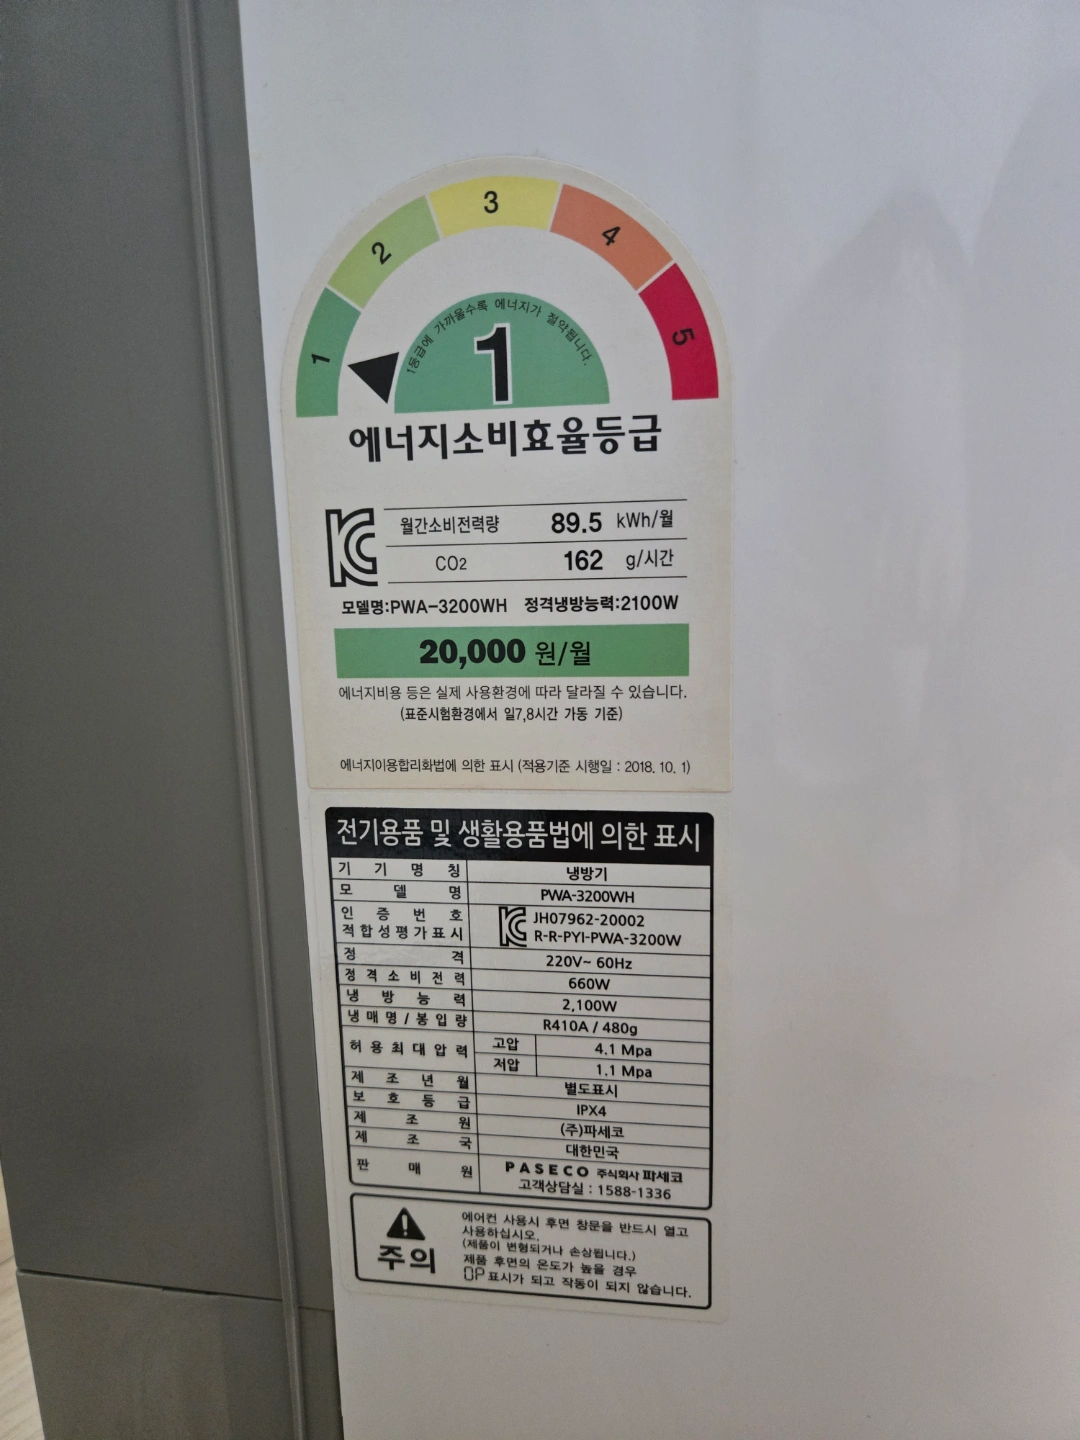 1 2 3 4 5
1등급에 가까울수록 에너지가 절약됩니다.
1
에너지소비효율등급
월간소비전력량 89.5 kWh/월
CO2 162 g/시간
모델명:PWA-3200WH 정격냉방능력:2100W
20,000 원/월
에너지비용 등은 실제 사용환경에 따라 달라질 수 있습니다.
(표준시험환경에서 일7,8시간 가동 기준)
에너지이용합리화법에 의한 표시 (적용기준 시행일 : 2018. 10. 1)
전기용품 및 생활용품법에 의한 표시
기기명칭 냉방기
모델명 PWA-3200WH
인증번호 JH07962-20002
적합성평가표시 R-R-PYI-PWA-3200W
정격 220V~ 60Hz
정격소비전력 660W
냉방능력 2,100W
냉매명/봉입량 R410A / 480g
허용최대압력 고압 4.1 Mpa
저압 1.1 Mpa
제조년월 별도표시
보호등급 IPX4
제조원 (주)파세코
제조국 대한민국
판매원 PASECO 주식회사 파세코
고객상담실 : 1588-1336
주의
에어컨 사용시 후면 창문을 반드시 열고
사용하십시오.
(제품이 변형되거나 손상됩니다.)
제품 후면의 온도가 높을 경우
OP 표시가 되고 작동이 되지 않습니다.